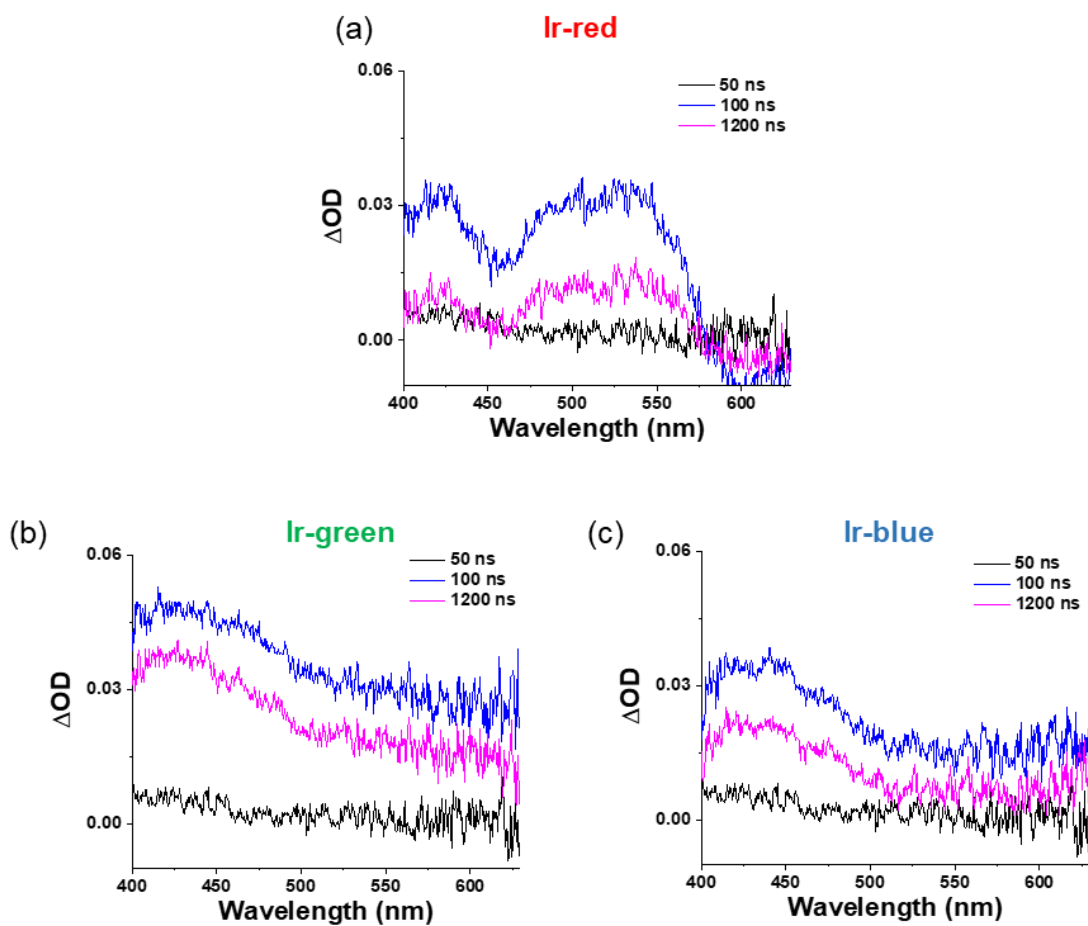 (a) Ir-red
0.06
50 ns
100 ns
1200 ns
0.03
ΔOD
0.00
400 450 500 550 600
Wavelength (nm)
(b) Ir-green
0.06
50 ns
100 ns
1200 ns
0.03
ΔOD
0.00
400 450 500 550 600
Wavelength (nm)
(c) Ir-blue
0.06
50 ns
100 ns
1200 ns
0.03
ΔOD
0.00
400 450 500 550 600
Wavelength (nm)